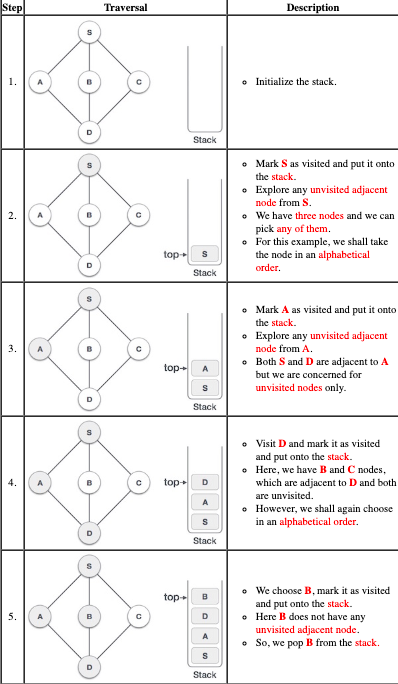 Step Traversal Description
1.
S
A B C
D
Stack
Initialize the stack.
2.
S
A B C
D
top S
Stack
Mark S as visited and put it onto
the stack.
Explore any unvisited adjacent
node from S.
We have three nodes and we can
pick any of them.
For this example, we shall take
the node in an alphabetical
order.
3.
S
A B C
D
top A
S
Stack
Mark A as visited and put it onto
the stack.
Explore any unvisited adjacent
node from A.
Both S and D are adjacent to A
but we are concerned for
unvisited nodes only.
4.
S
A B C
D
top D
A
S
Stack
Visit D and mark it as visited
and put onto the stack.
Here, we have B and C nodes,
which are adjacent to D and both
are unvisited.
However, we shall again choose
in an alphabetical order.
5.
S
A B C
D
top B
D
A
S
Stack
We choose B, mark it as visited
and put onto the stack.
Here B does not have any
unvisited adjacent node.
So, we pop B from the stack.